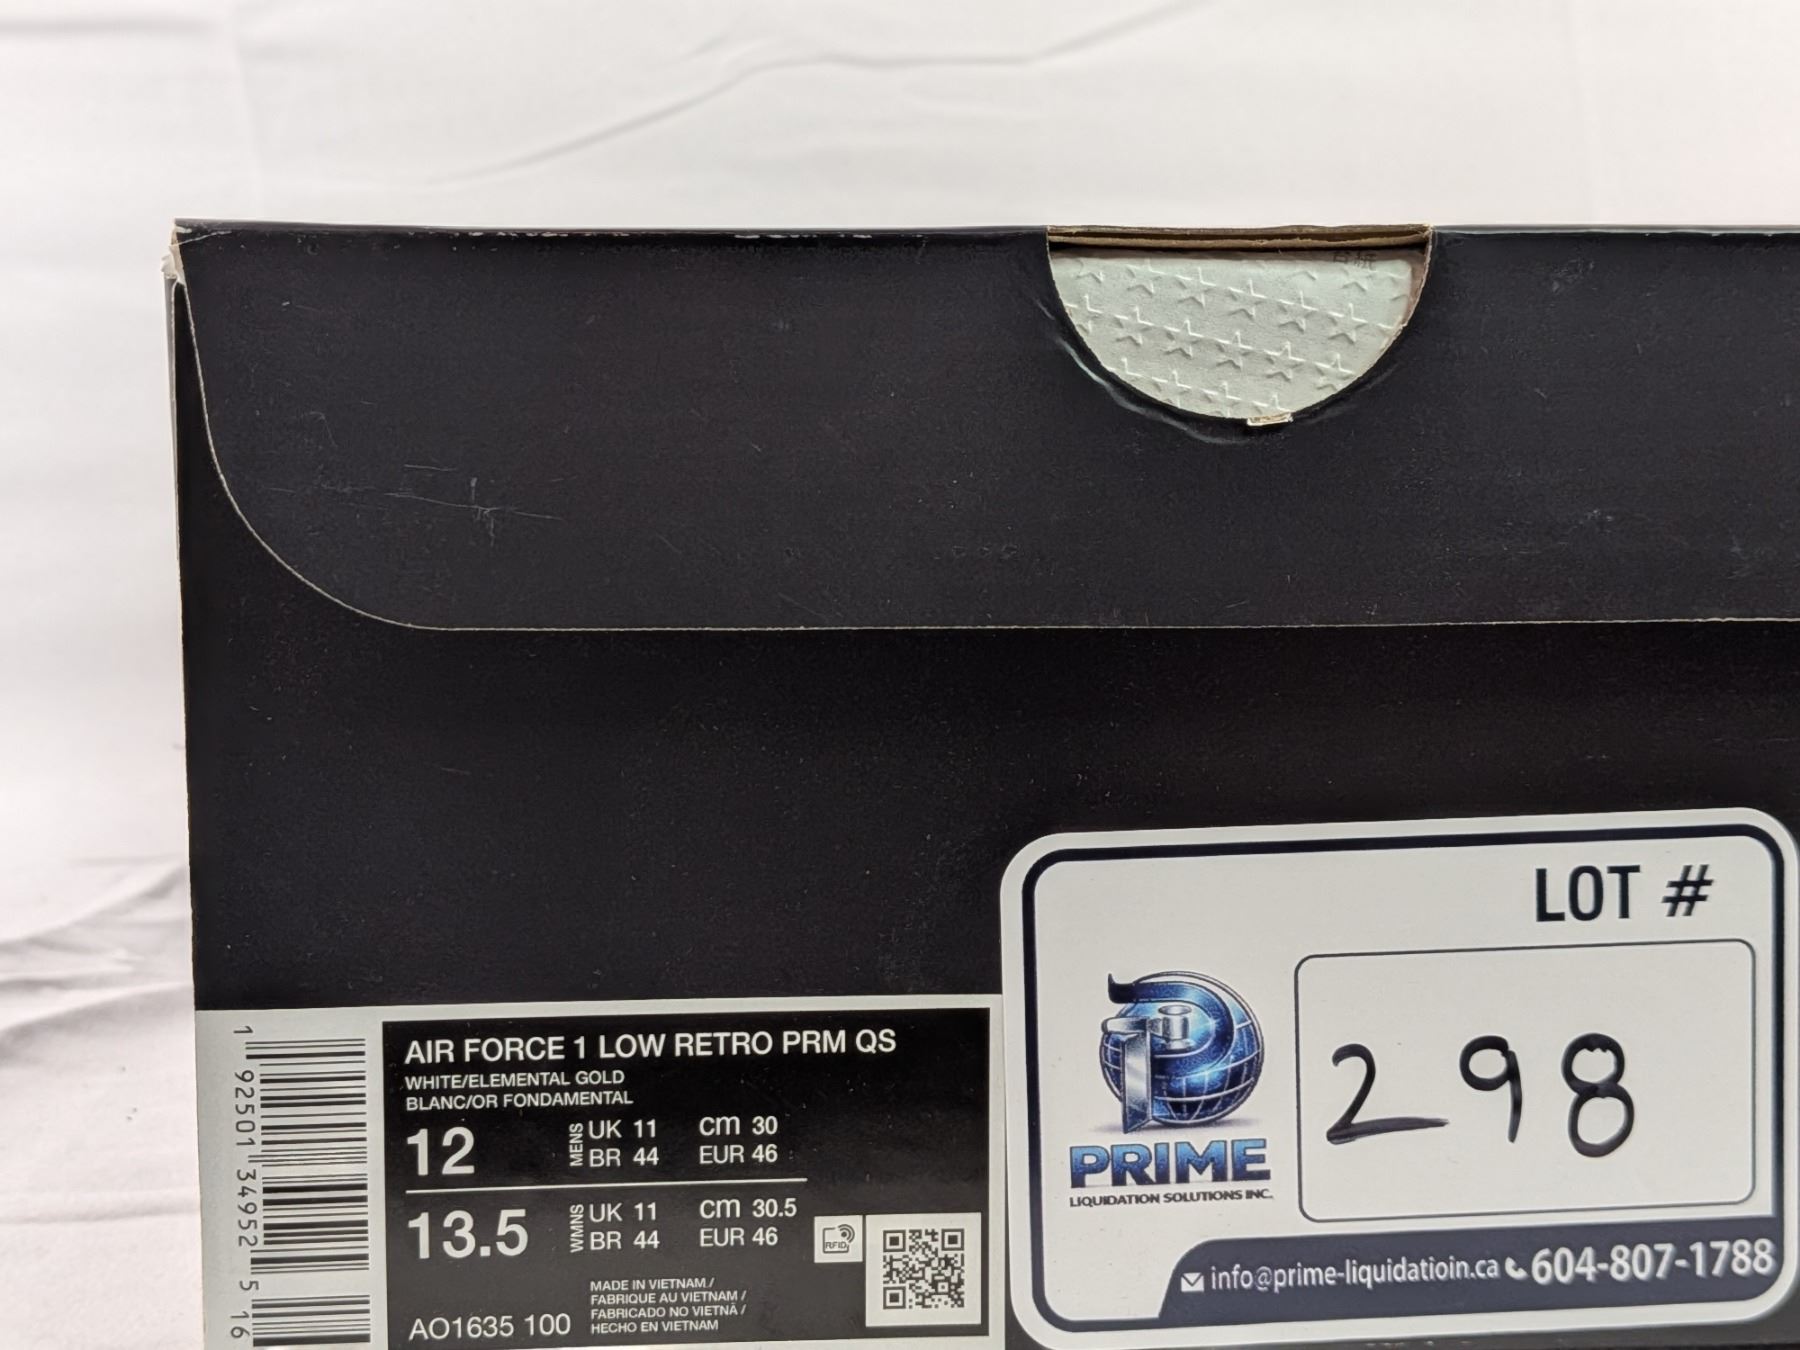 LOT #
298
PRIME
LIQUIDATION SOLUTIONS INC.
info@prime-liquidatioin.ca 604-807-1788
AIR FORCE 1 LOW RETRO PRM QS
WHITE/ELEMENTAL GOLD
BLANC/OR FONDAMENTAL
12 MENS UK 11 cm 30
BR 44 EUR 46
13.5 WMNS UK 11 cm 30.5
BR 44 EUR 46
RFID
MADE IN VIETNAM /
FABRIQUE AU VIETNAM /
FABRICADO NO VIETNÃ /
HECHO EN VIETNAM
AO1635 100
1 92501 34952 5 16